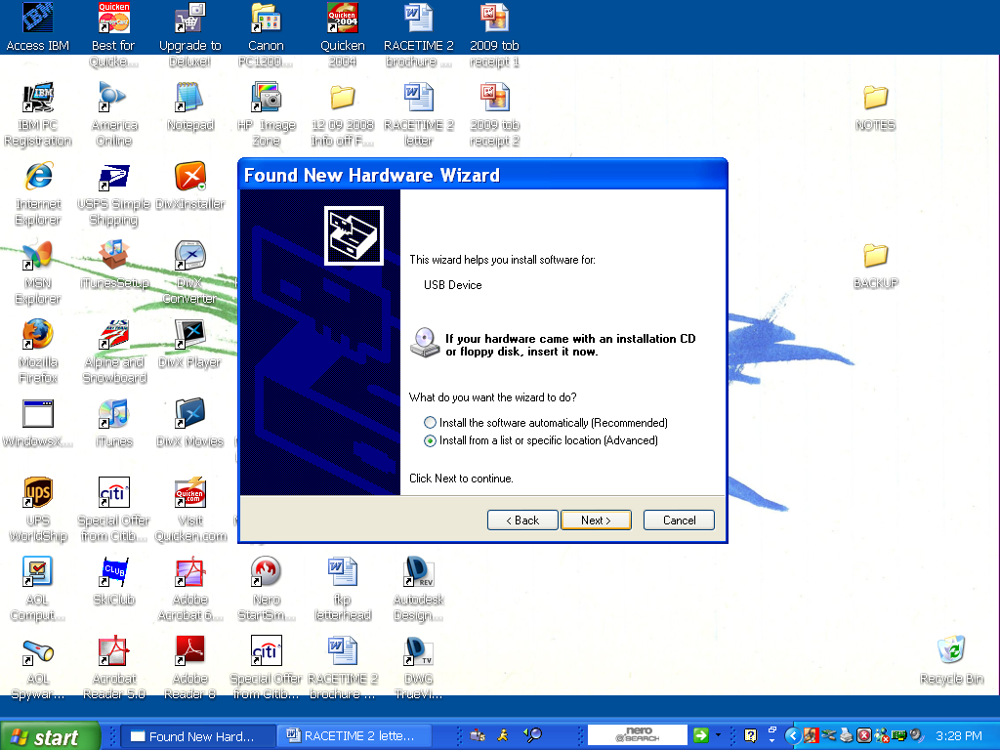 Access IBM
Best for
Quicke...
Upgrade to
Deluxe!
Canon
PC1200...
Quicken
2004
RACETIME 2
brochure ...
2009 tob
receipt 1
IBM PC
Registration
America
Online
Notepad
HP Image
Zone
12 09 2008
Info off F...
RACETIME 2
letter
2009 tob
receipt 2
NOTES
Internet
Explorer
USPS Simple
Shipping
DivXInstaller
MSN
Explorer
iTunesSetup
DivX
Converter
BACKUP
Mozilla
Firefox
Alpine and
Snowboard
DivX Player
WindowsX...
iTunes
DivX Movies
UPS
WorldShip
Special Offer
from Citib...
Visit
Quicken.com
AOL
Comput...
SkiClub
Adobe
Acrobat 6...
Nero
StartSm...
fkp
letterhead
Autodesk
Design...
AOL
Spywar...
Acrobat
Reader 5.0
Adobe
Reader 8
Special Offer
from Citib...
RACETIME 2
brochure ...
DWG
TrueVi...
Recycle Bin
Found New Hardware Wizard
This wizard helps you install software for:
USB Device
If your hardware came with an installation CD
or floppy disk, insert it now.
What do you want the wizard to do?
Install the software automatically (Recommended)
Install from a list or specific location (Advanced)
Click Next to continue.
< Back
Next >
Cancel
start
Found New Hard...
RACETIME 2 lette...
nero
@SEARCH
3:28 PM